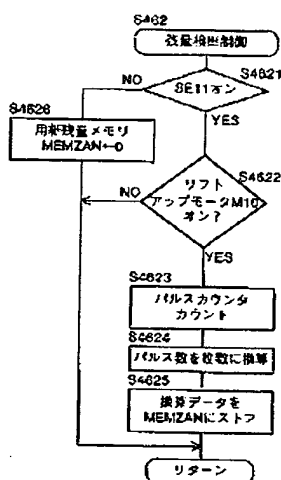 S462
残量検出制御
S4621
SE11オン
NO
YES
S4626
用紙残量メモリ
MEMZAN←0
S4622
リフト
アップモータM10
オン?
NO
YES
S4623
パルスカウンタ
カウント
S4624
パルス数を枚数に換算
S4625
換算データを
MEMZANにストア
リターン